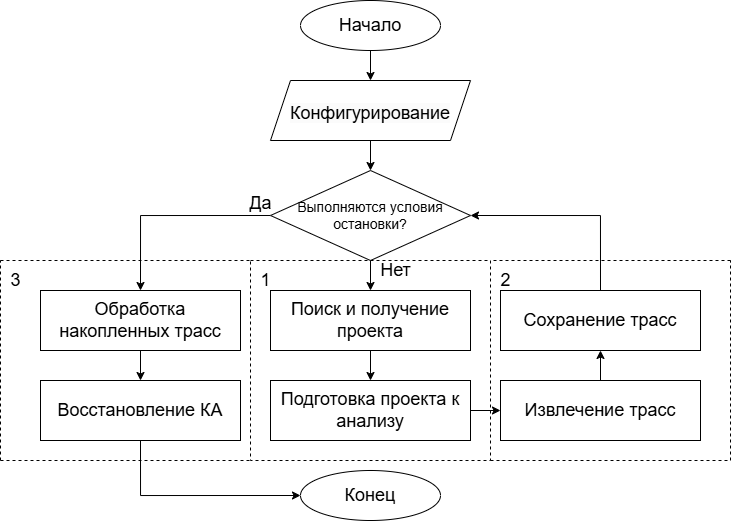 Начало
Конфигурирование
Выполняются условия
остановки?
Да
Нет
3
Обработка
накопленных трасс
Восстановление КА
1
Поиск и получение
проекта
Подготовка проекта к
анализу
2
Сохранение трасс
Извлечение трасс
Конец